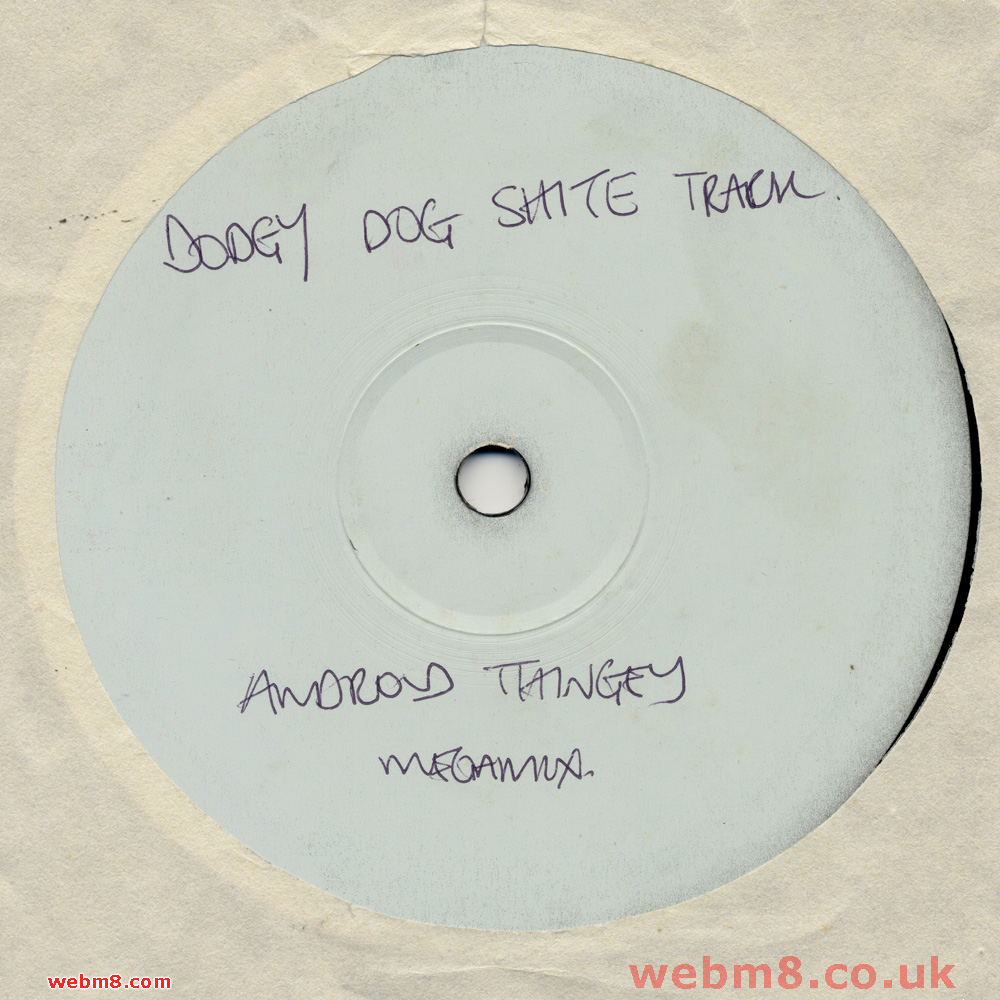 DODGY DOG SHITE TRACK.
ANDROID THINGEY
MEGAMIX.
webm8.com
webm8.co.uk